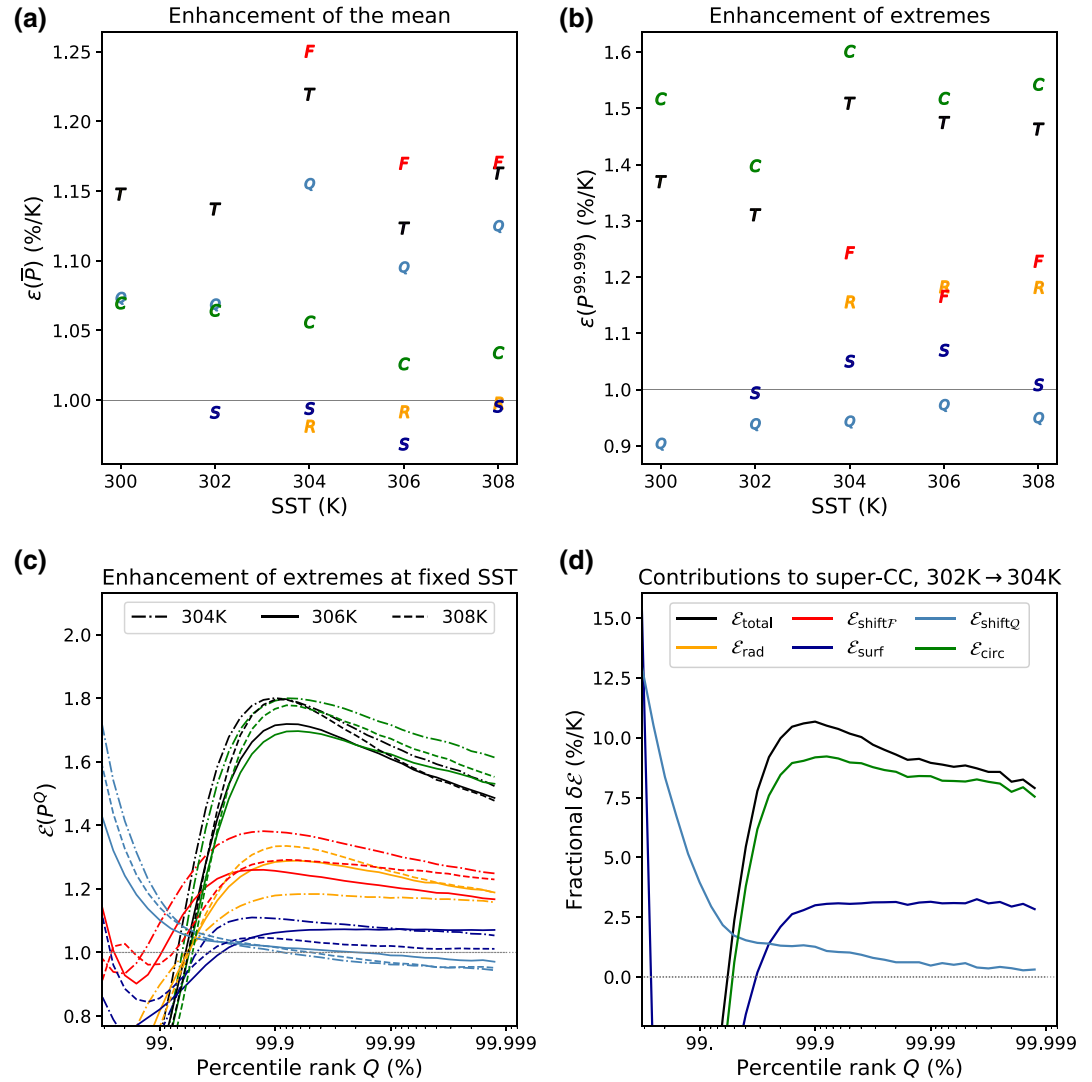 (a)
Enhancement of the mean
1.25
1.20
1.15
1.10
1.05
1.00
ε(P̅) (%/K)
F
T
T
T
Q
Q
C
Q
C
C
S
S
R
F
T
Q
C
R
S
F
T
Q
C
R
S
300
302
304
306
308
SST (K)
(b)
Enhancement of extremes
1.6
1.5
1.4
1.3
1.2
1.1
1.0
0.9
ε(P^99.999) (%/K)
C
T
Q
C
T
S
Q
C
T
F
R
S
Q
C
T
R
F
S
Q
C
T
F
R
S
Q
300
302
304
306
308
SST (K)
(c)
Enhancement of extremes at fixed SST
304K
306K
308K
2.0
1.8
1.6
1.4
1.2
1.0
0.8
ℰ(P^Q)
99.
99.9
99.99
99.999
Percentile rank Q (%)
(d)
Contributions to super-CC, 302K→304K
ℰtotal
ℰshiftℱ
ℰshift𝒬
ℰrad
ℰsurf
ℰcirc
15.0
12.5
10.0
7.5
5.0
2.5
0.0
Fractional δℰ (%/K)
99.
99.9
99.99
99.999
Percentile rank Q (%)